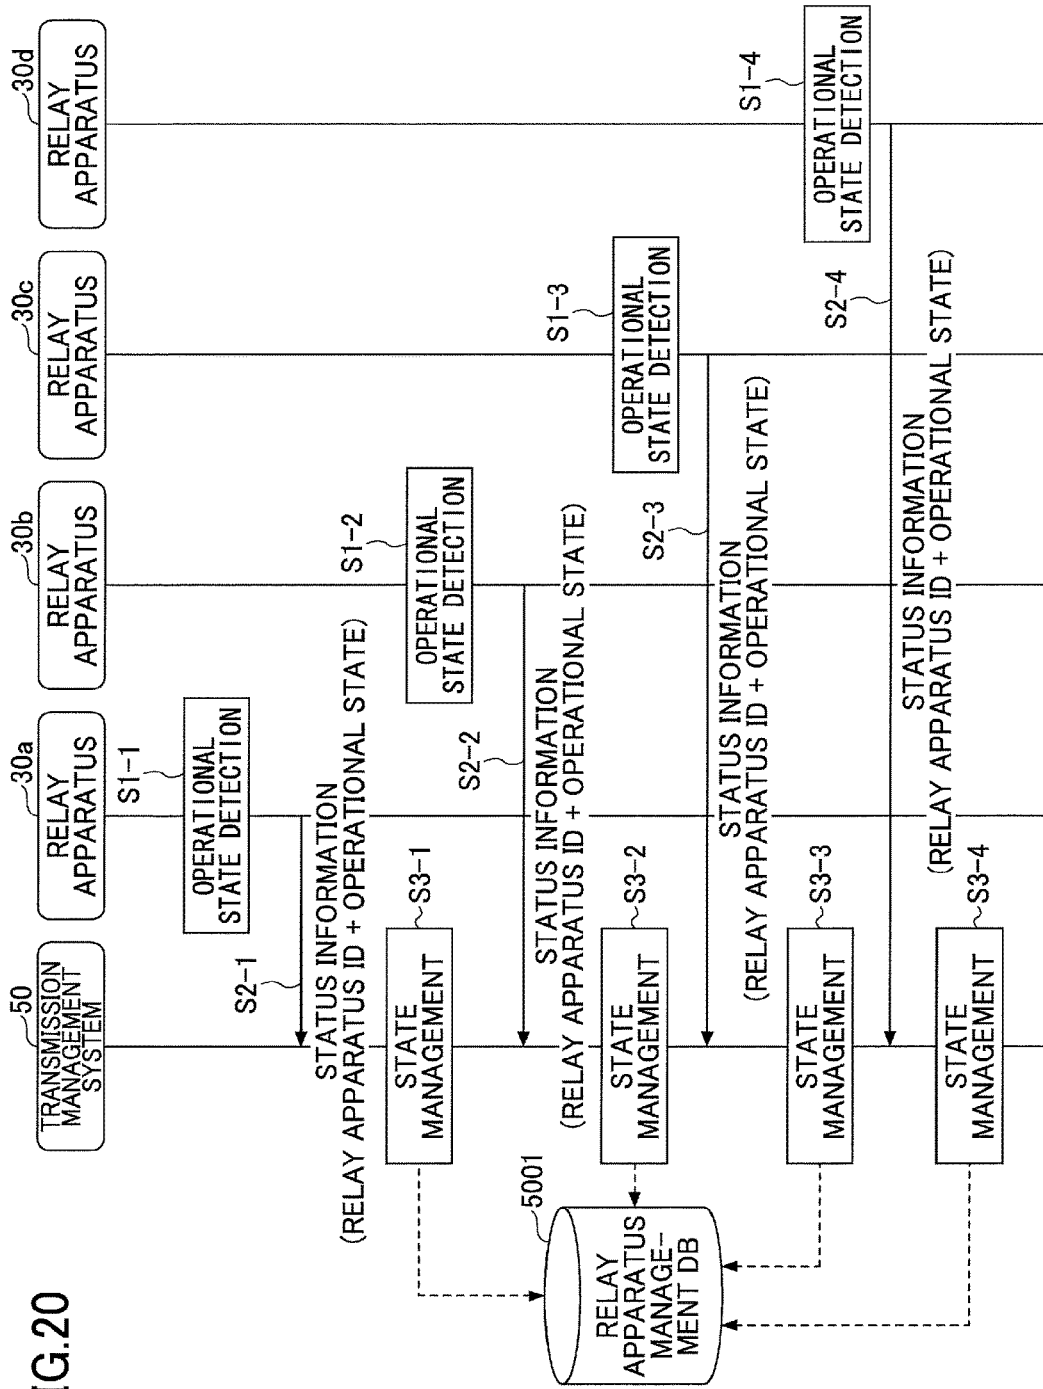 IG.20
50
TRANSMISSION
MANAGEMENT
SYSTEM
30a
RELAY
APPARATUS
30b
RELAY
APPARATUS
30c
RELAY
APPARATUS
30d
RELAY
APPARATUS
S1-1
OPERATIONAL
STATE DETECTION
S2-1
STATUS INFORMATION
(RELAY APPARATUS ID + OPERATIONAL STATE)
STATE
MANAGEMENT
S3-1
S1-2
OPERATIONAL
STATE DETECTION
S2-2
STATUS INFORMATION
(RELAY APPARATUS ID + OPERATIONAL STATE)
STATE
MANAGEMENT
S3-2
5001
RELAY
APPARATUS
MANAGE-
MENT DB
S1-3
OPERATIONAL
STATE DETECTION
S2-3
STATUS INFORMATION
(RELAY APPARATUS ID + OPERATIONAL STATE)
STATE
MANAGEMENT
S3-3
S1-4
OPERATIONAL
STATE DETECTION
S2-4
STATUS INFORMATION
(RELAY APPARATUS ID + OPERATIONAL STATE)
STATE
MANAGEMENT
S3-4